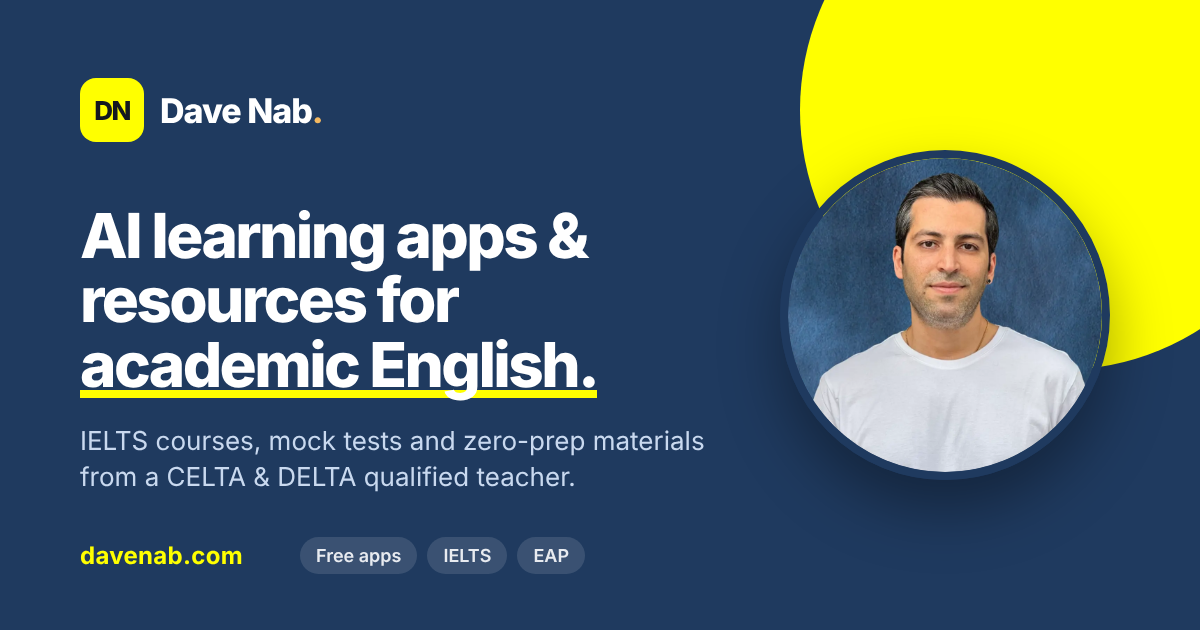 DN
Dave Nab.
AI learning apps &
resources for
academic English.
IELTS courses, mock tests and zero-prep materials
from a CELTA & DELTA qualified teacher.
davenab.com
Free apps
IELTS
EAP